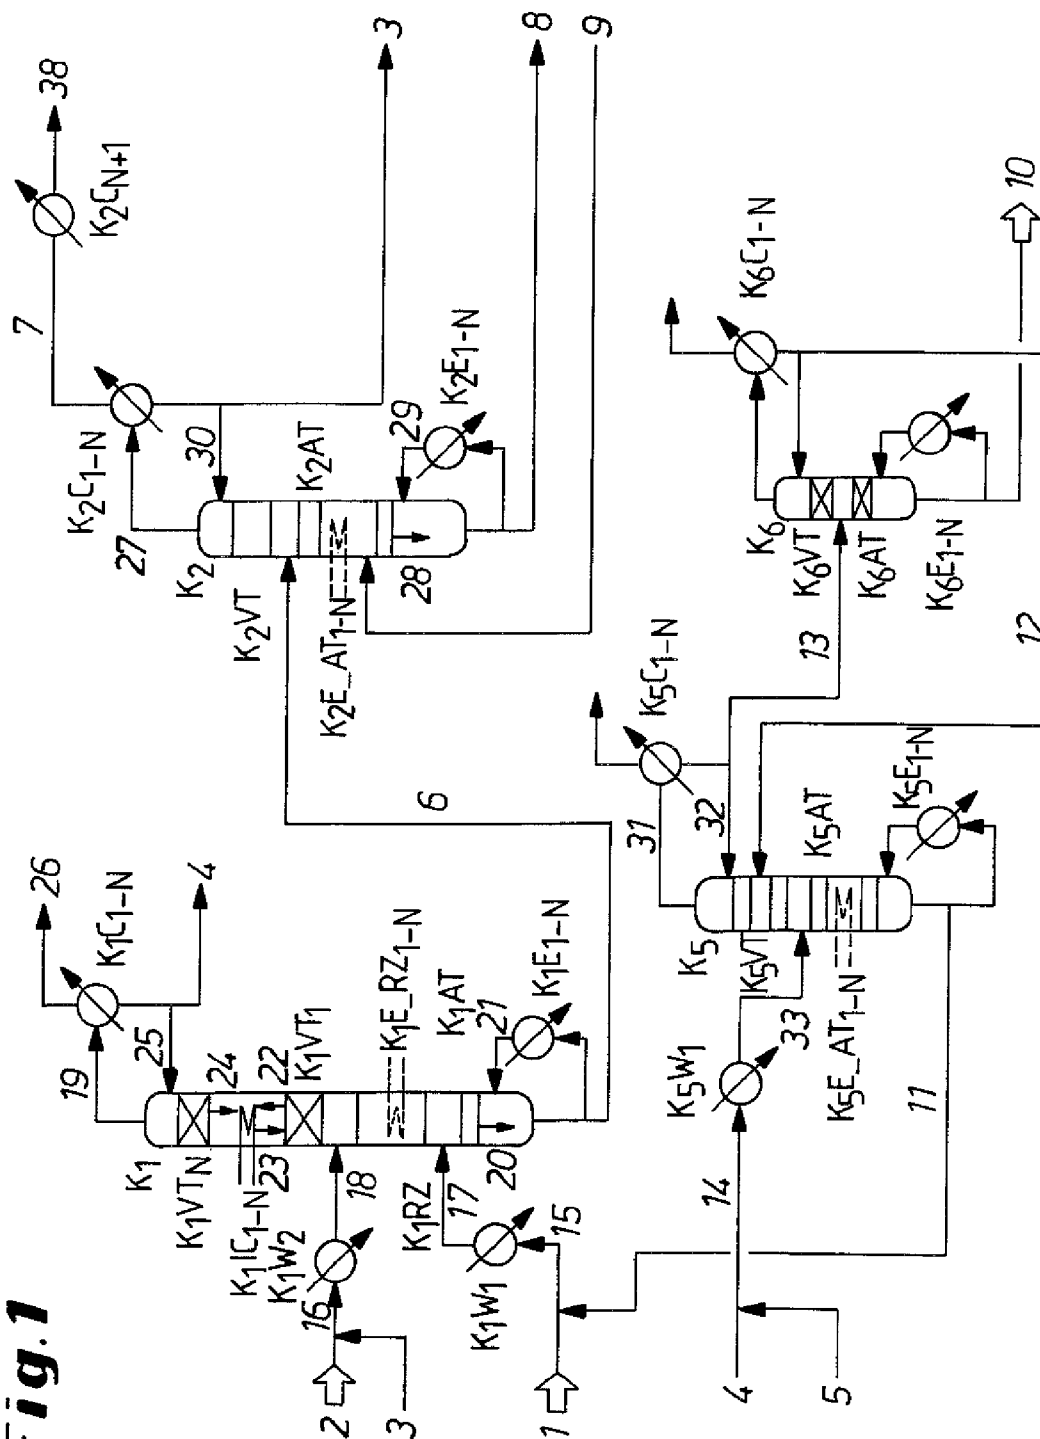 Fig.1
26
K1C1-N
4
19
25
K1
K1VTN
24
22
23
K1VT1
K1IC1-N
K1W2
16
18
K1E_RZ1-N
K1RZ
17
K1AT
21
20
K1E1-N
K1W1
15
2
3
1
6
38
K2CN+1
7
K2C1-N
27
30
3
K2
K2VT
K2AT
K2E_AT1-N
28
29
K2E1-N
8
9
K5C1-N
31
32
K5
K5VT
K5AT
K5E1-N
K5W1
33
K5E_AT1-N
14
11
4
5
K6C1-N
K6
K6VT
K6AT
K6E1-N
13
12
10